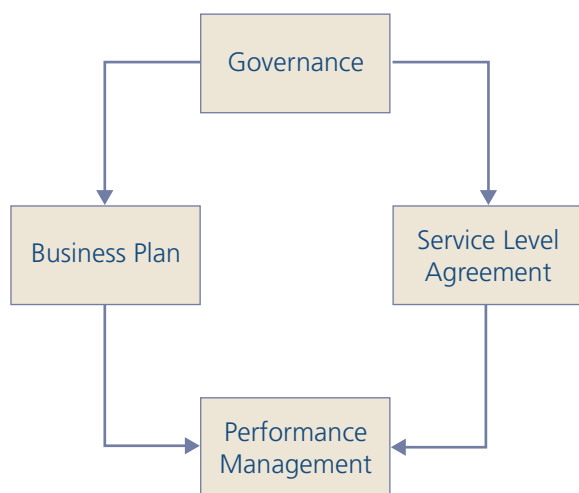 Governance
Business Plan
Service Level
Agreement
Performance
Management